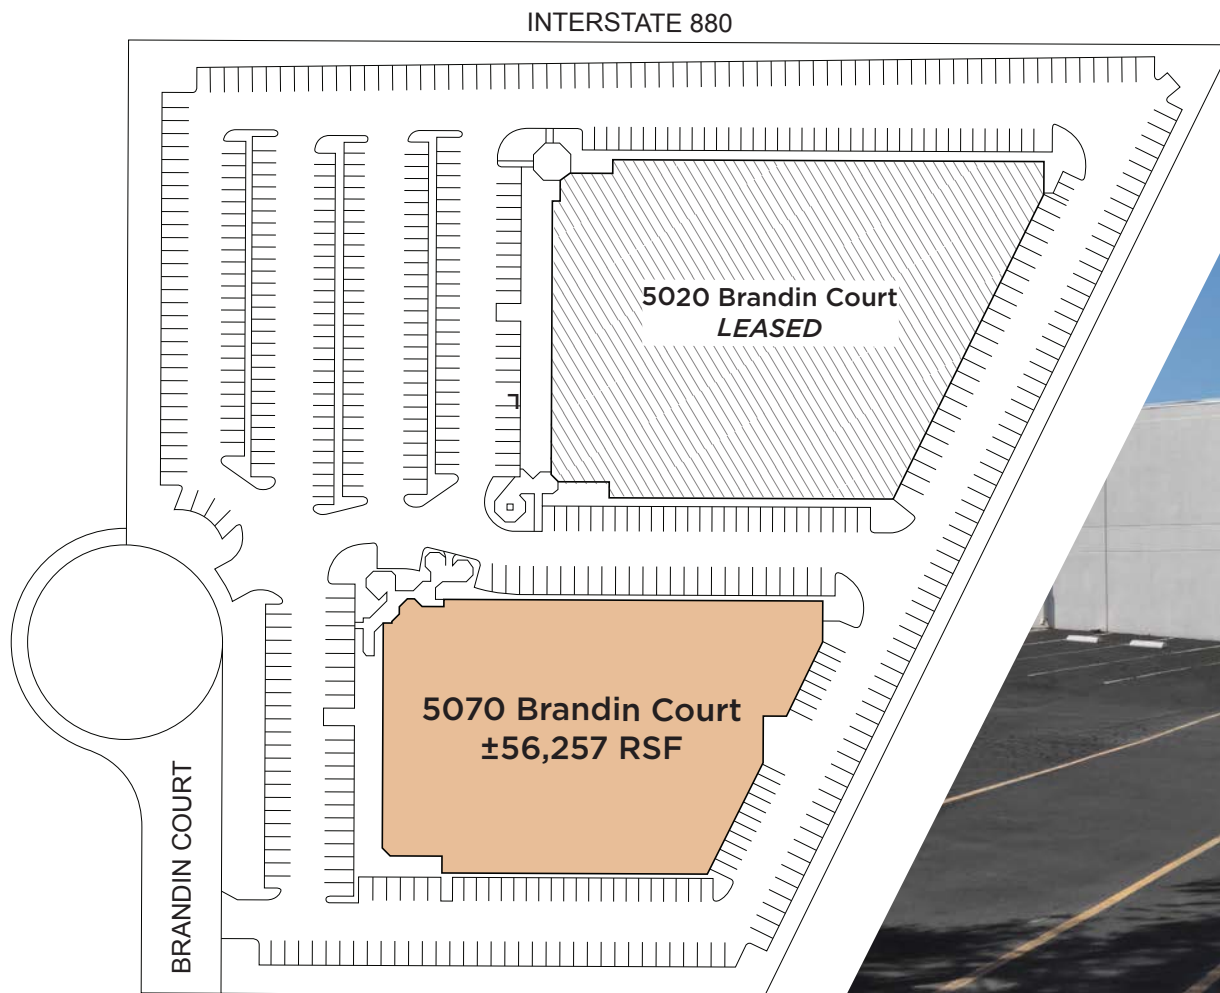 INTERSTATE 880
5020 Brandin Court
LEASED
5070 Brandin Court
±56,257 RSF
BRANDIN COURT